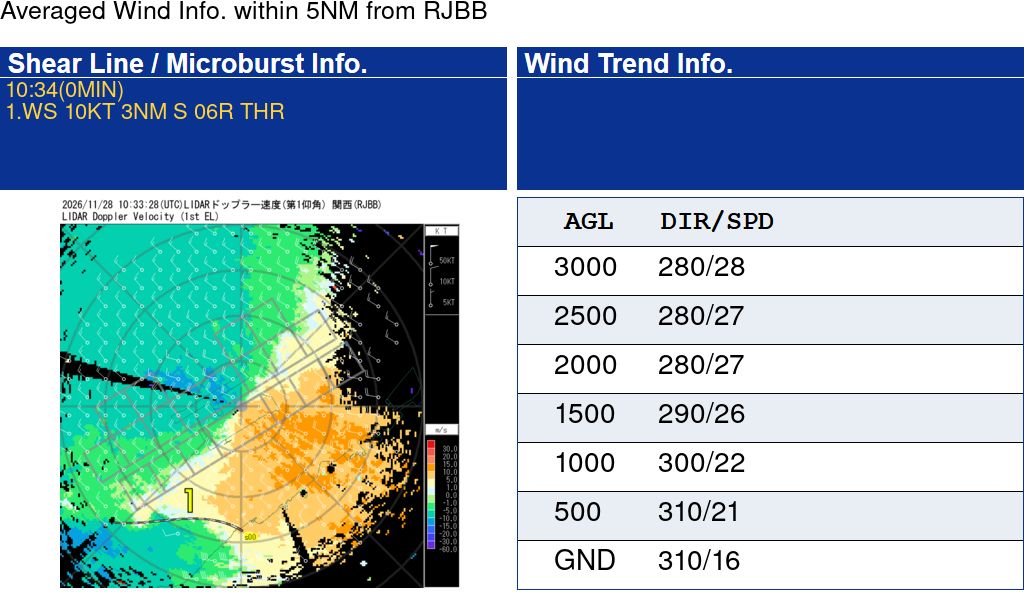 Averaged Wind Info. within 5NM from RJBB
Shear Line / Microburst Info.
10:34(0MIN)
1.WS 10KT 3NM S 06R THR
Wind Trend Info.
2026/11/28 10:33:28(UTC)LIDARドップラー速度(第1仰角) 関西(RJBB)
LIDAR Doppler Velocity (1st EL)
KT
50KT
10KT
5KT
1
m/s
30.0
20.0
15.0
10.0
5.0
1.0
0.0
-1.0
-5.0
-10.0
-15.0
-20.0
-30.0
-60.0
AGL DIR/SPD
3000 280/28
2500 280/27
2000 280/27
1500 290/26
1000 300/22
500 310/21
GND 310/16